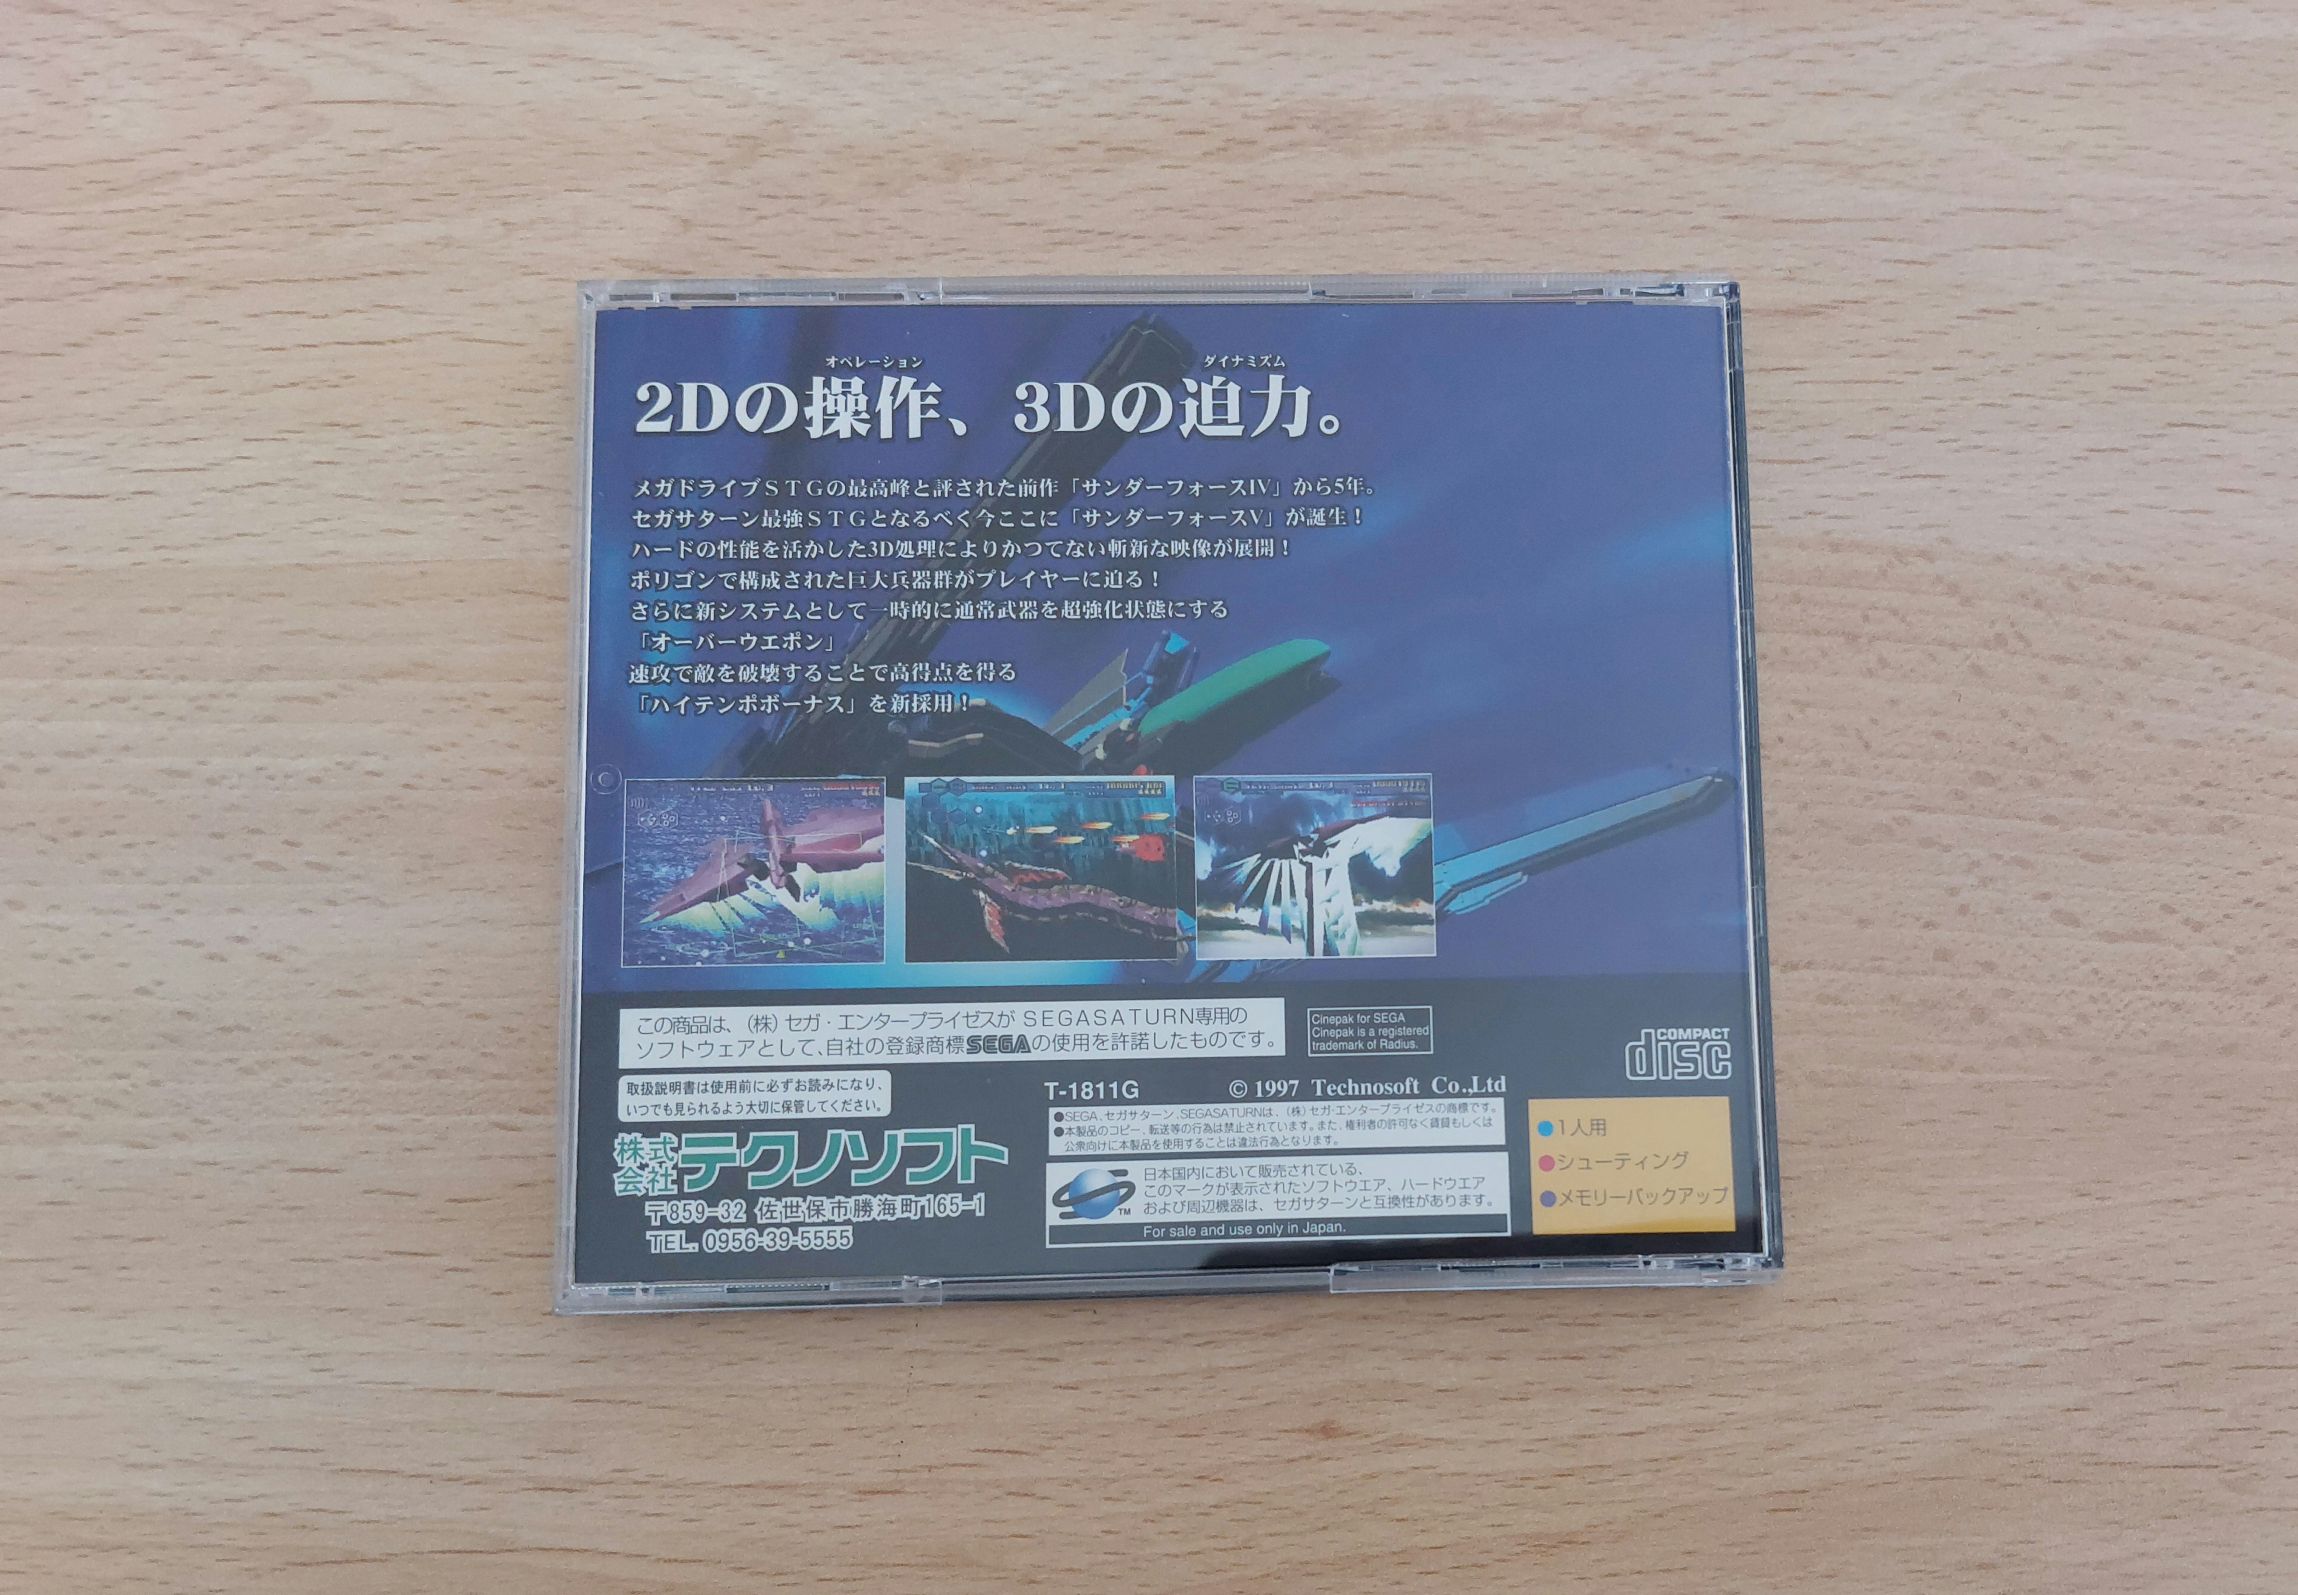 オペレーション ダイナミズム
2Dの操作、3Dの迫力。
メガドライブSTGの最高峰と評された前作「サンダーフォースIV」から5年。
セガサターン最強STGとなるべく今ここに「サンダーフォースV」が誕生！
ハードの性能を活かした3D処理によりかつてない斬新な映像が展開！
ポリゴンで構成された巨大兵器群がプレイヤーに迫る！
さらに新システムとして一時的に通常武器を超強化状態にする
「オーバーウエポン」
速攻で敵を破壊することで高得点を得る
「ハイテンポボーナス」を新採用！
この商品は、(株)セガ・エンタープライゼスが SEGASATURN専用の
ソフトウェアとして、自社の登録商標SEGAの使用を許諾したものです。
Cinepak for SEGA
Cinepak is a registered
trademark of Radius.
COMPACT
disc
取扱説明書は使用前に必ずお読みになり、
いつでも見られるよう大切に保管してください。
T-1811G © 1997 Technosoft Co.,Ltd
●SEGA、セガサターン、SEGASATURNは、(株)セガ・エンタープライゼスの商標です。
●本製品のコピー、転送等の行為は禁止されています。また、権利者の許可なく賃貸もしくは
公衆向けに本製品を使用することは違法行為となります。
株式会社テクノソフト
〒859-32 佐世保市勝海町165-1
TEL. 0956-39-5555
日本国内において販売されている、
このマークが表示されたソフトウエア、ハードウエア
および周辺機器は、セガサターンと互換性があります。
TM
For sale and use only in Japan.
●1人用
●シューティング
●メモリーバックアップ